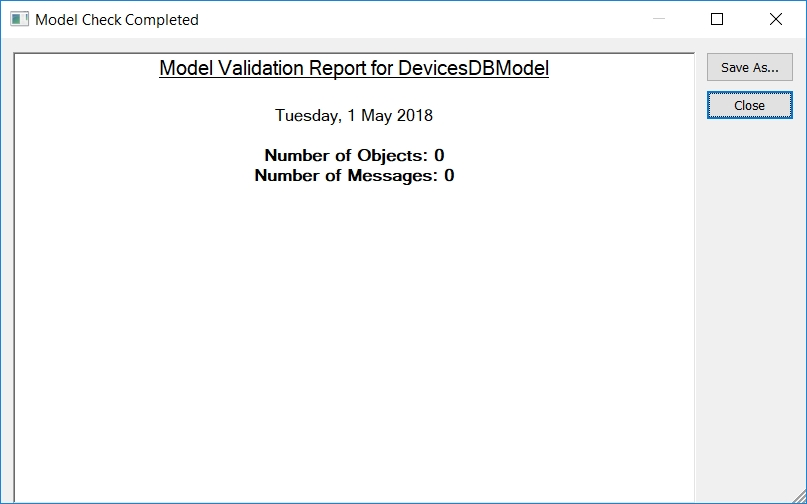 Model Check Completed
Model Validation Report for DevicesDBModel
Save As...
Close
Tuesday, 1 May 2018
Number of Objects: 0
Number of Messages: 0